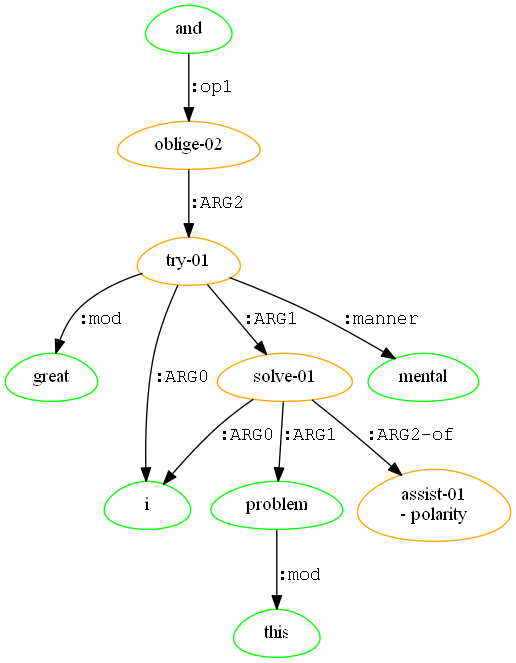 and
:op1
oblige-02
:ARG2
try-01
:mod
:ARG0
:ARG1
:manner
great
solve-01
mental
:ARG0
:ARG1
:ARG2-of
i
problem
assist-01
- polarity
:mod
this